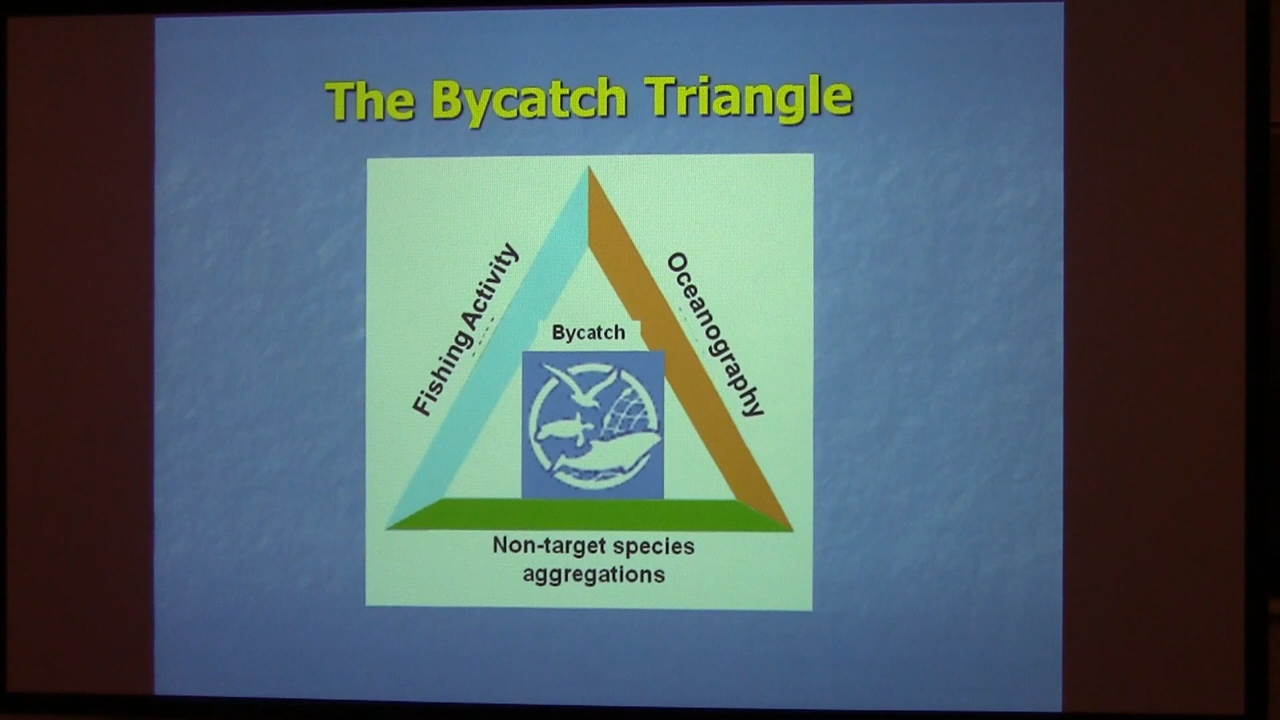 The Bycatch Triangle
Fishing Activity
Oceanography
Bycatch
Non-target species
aggregations